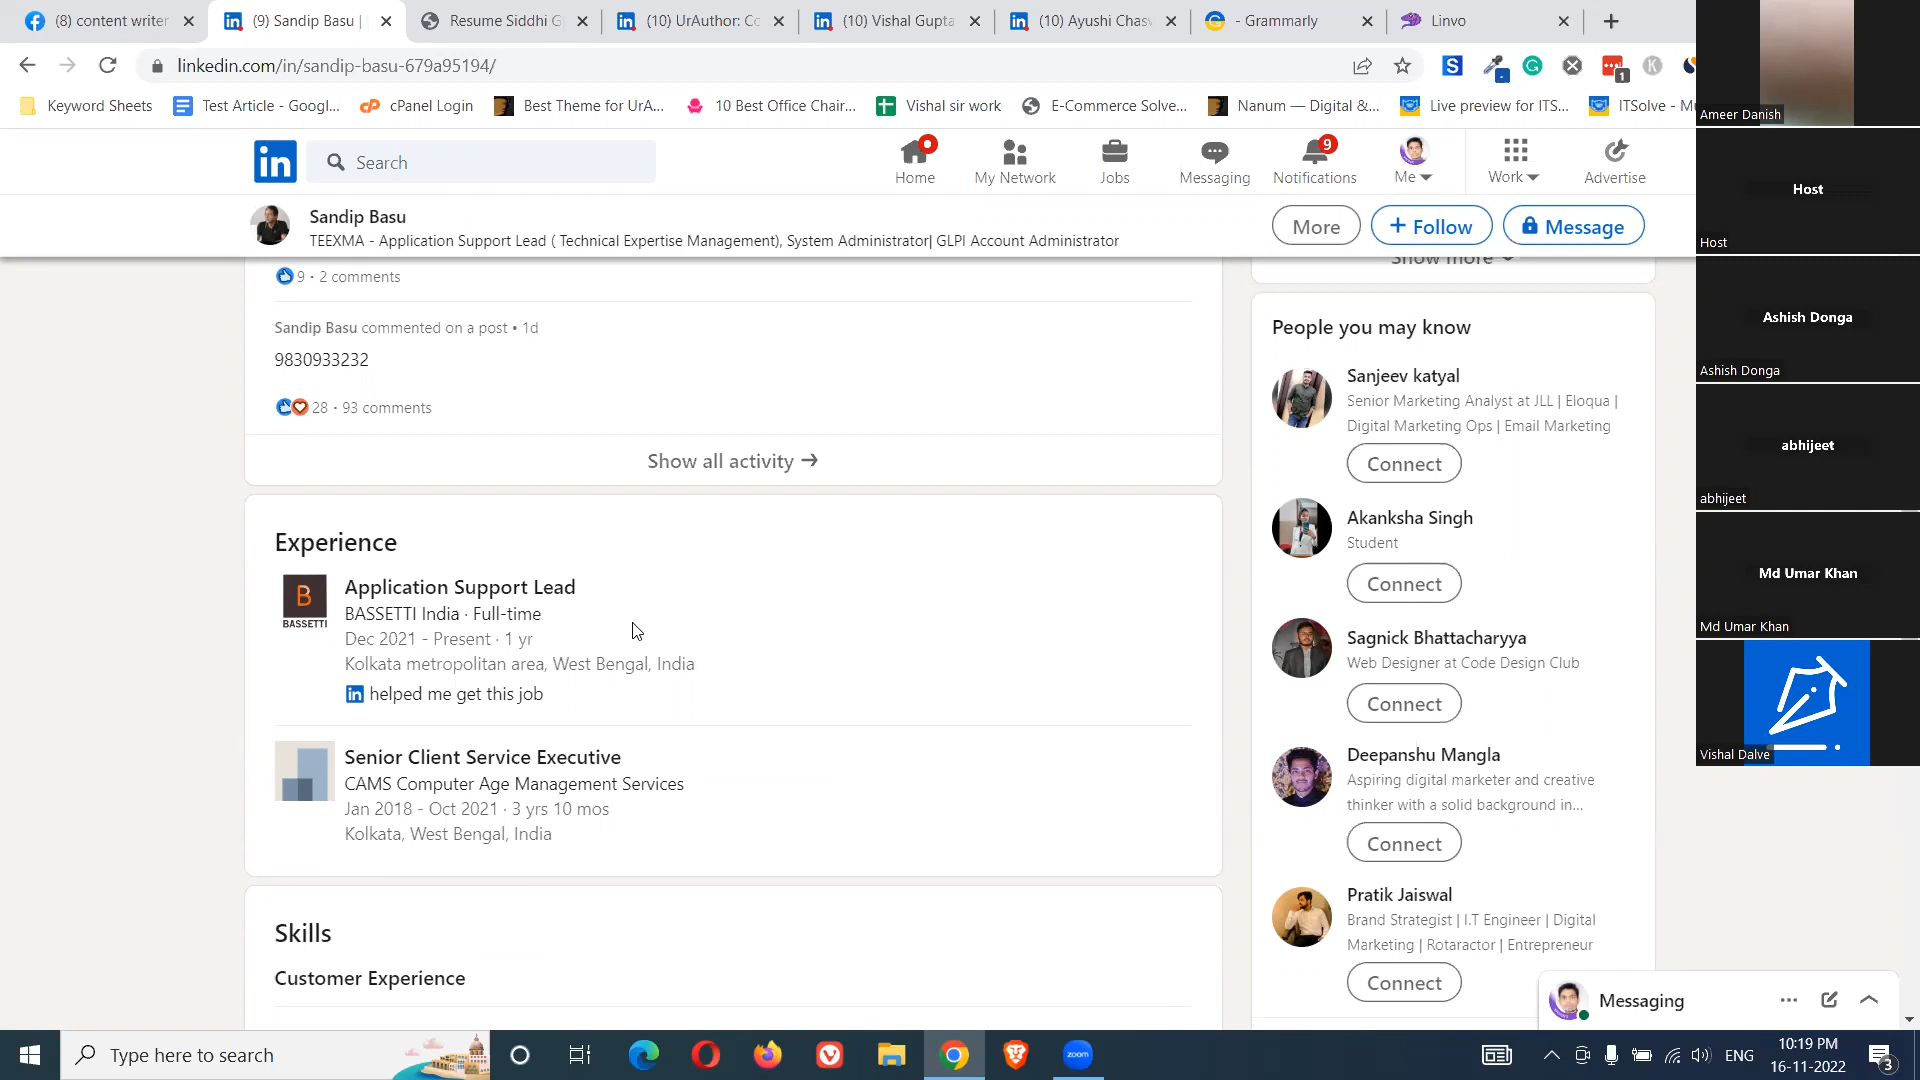 (8) content writer
(9) Sandip Basu |
Resume Siddhi G
(10) UrAuthor: Co
(10) Vishal Gupta
(10) Ayushi Chasv
- Grammarly
Linvo
linkedin.com/in/sandip-basu-679a95194/
Keyword Sheets
Test Article - Googl...
cPanel Login
Best Theme for UrA...
10 Best Office Chair...
Vishal sir work
E-Commerce Solve...
Nanum — Digital &...
Live preview for ITS...
ITSolve - Mu
in
Search
Home
My Network
Jobs
Messaging
9
Notifications
Me
Work
Advertise
Sandip Basu
TEEXMA - Application Support Lead ( Technical Expertise Management), System Administrator| GLPI Account Administrator
More
+ Follow
Message
9 · 2 comments
Sandip Basu commented on a post • 1d
9830933232
28 · 93 comments
Show all activity →
Experience
B
BASSETTI
Application Support Lead
BASSETTI India · Full-time
Dec 2021 - Present · 1 yr
Kolkata metropolitan area, West Bengal, India
in helped me get this job
Senior Client Service Executive
CAMS Computer Age Management Services
Jan 2018 - Oct 2021 · 3 yrs 10 mos
Kolkata, West Bengal, India
Skills
Customer Experience
Show more
People you may know
Sanjeev katyal
Senior Marketing Analyst at JLL | Eloqua |
Digital Marketing Ops | Email Marketing
Connect
Akanksha Singh
Student
Connect
Sagnick Bhattacharyya
Web Designer at Code Design Club
Connect
Deepanshu Mangla
Aspiring digital marketer and creative
thinker with a solid background in...
Connect
Pratik Jaiswal
Brand Strategist | I.T Engineer | Digital
Marketing | Rotaractor | Entrepreneur
Connect
Messaging
Ameer Danish
Host
Host
Ashish Donga
Ashish Donga
abhijeet
abhijeet
Md Umar Khan
Md Umar Khan
Vishal Dalve
Type here to search
zoom
ENG
10:19 PM
16-11-2022
3